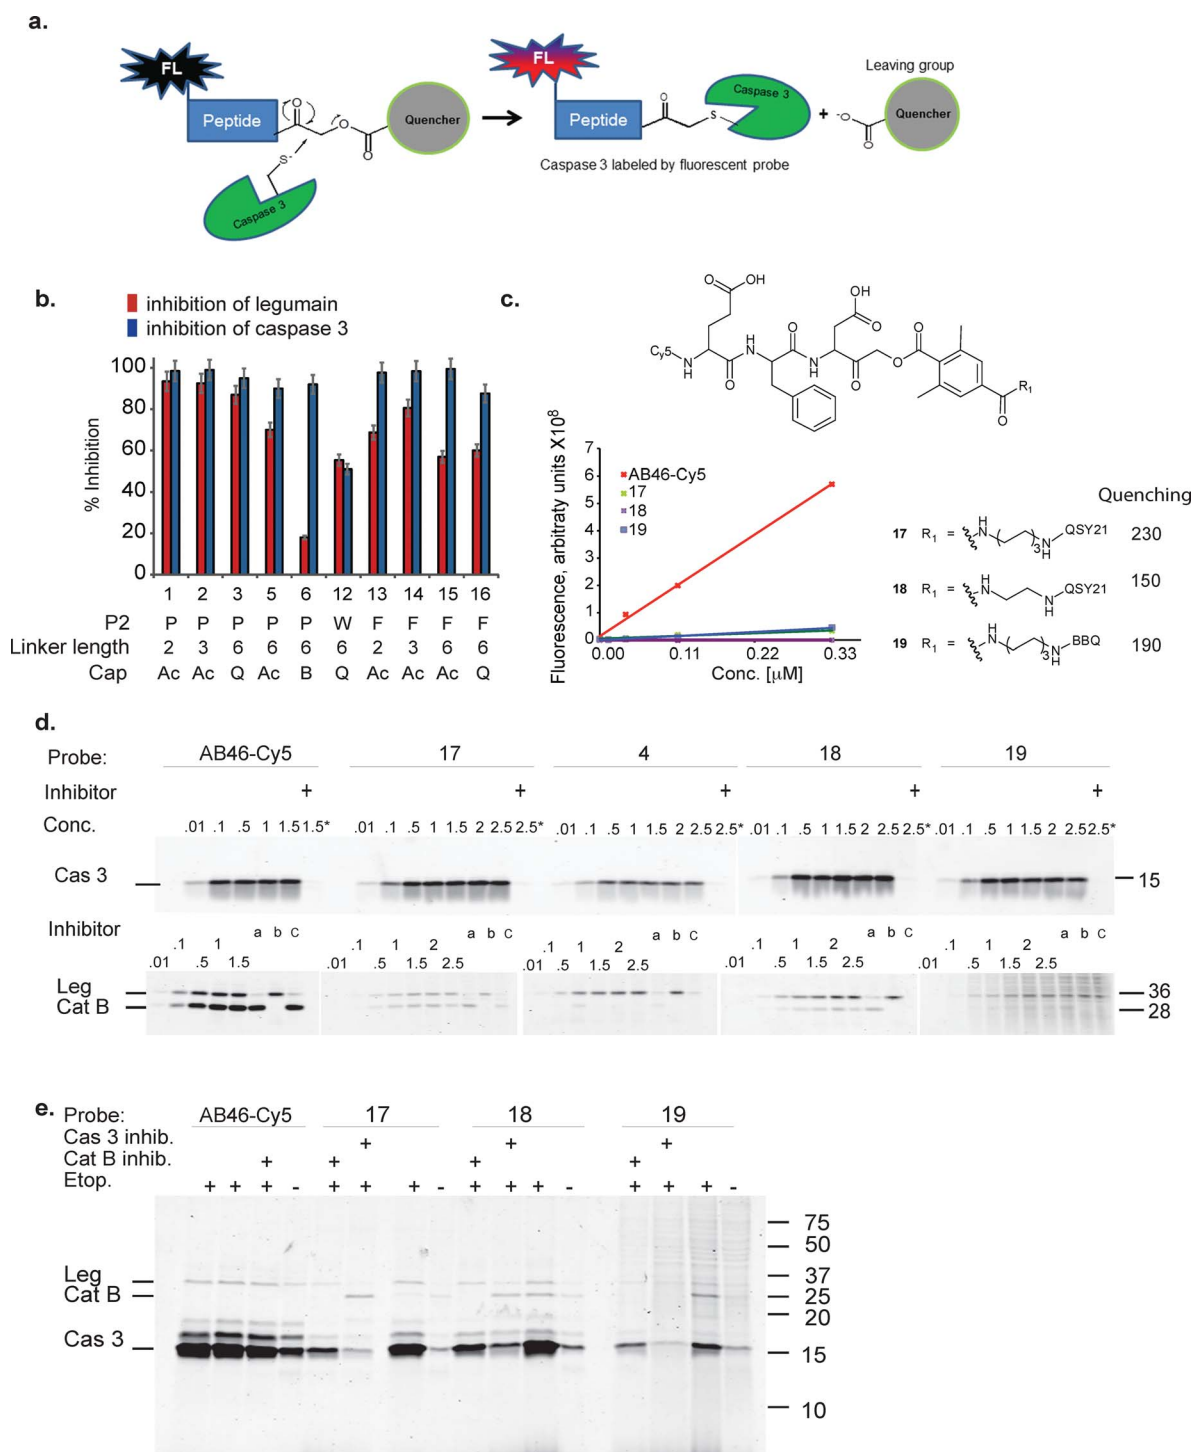 a.
FL
Peptide
O
O
O
Quencher
S-
Caspase 3
FL
Peptide
O
S
Caspase 3
+
Leaving group
-O
O
Quencher
Caspase 3 labeled by fluorescent probe
b.
inhibition of legumain
inhibition of caspase 3
% Inhibition
100
80
60
40
20
0
1 2 3 5 6 12 13 14 15 16
P2 P P P P P W F F F F
Linker length 2 3 6 6 6 6 2 3 6 6
Cap Ac Ac Q Ac B Q Ac Ac Ac Q
c.
O OH
OH
O
Cy5 N H
O
H N
O
H N
O
O
O
R1
O
Fluorescence, arbitraty units X10⁸
7
6
5
4
3
2
1
0
AB46-Cy5
17
18
19
0.00 0.11 0.22 0.33
Conc. [µM]
Quenching
17 R1 = H N 3 N H QSY21 230
18 R1 = H N N H QSY21 150
19 R1 = H N 3 N H BBQ 190
d.
Probe: AB46-Cy5 17 4 18 19
Inhibitor + + + + +
Conc. .01 .1 .5 1 1.5 1.5* .01 .1 .5 1 1.5 2 2.5 2.5* .01 .1 .5 1 1.5 2 2.5 2.5* .01 .1 .5 1 1.5 2 2.5 2.5* .01 .1 .5 1 1.5 2 2.5 2.5*
Cas 3 15
Inhibitor a b C a b C a b C a b C a b C
.1 1 .1 1 2 .1 1 2 .1 1 2 .1 1 2
.01 .5 1.5 .01 .5 1.5 2.5 .01 .5 1.5 2.5 .01 .5 1.5 2.5 .01 .5 1.5 2.5
Leg 36
Cat B 28
e.
Probe: AB46-Cy5 17 18 19
Cas 3 inhib. + + +
Cat B inhib. + + + +
Etop. + + + - + + + - + + + - + + + -
75
50
Leg 37
Cat B 25
20
Cas 3 15
10